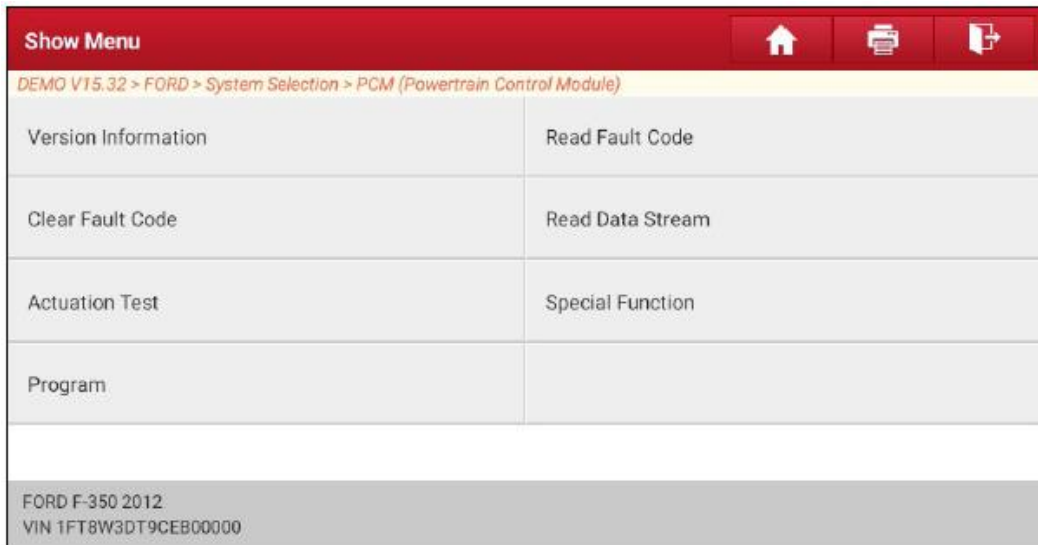 Show Menu
DEMO V15.32 > FORD > System Selection > PCM (Powertrain Control Module)
Version Information
Read Fault Code
Clear Fault Code
Read Data Stream
Actuation Test
Special Function
Program
FORD F-350 2012
VIN 1FT8W3DT9CEB00000